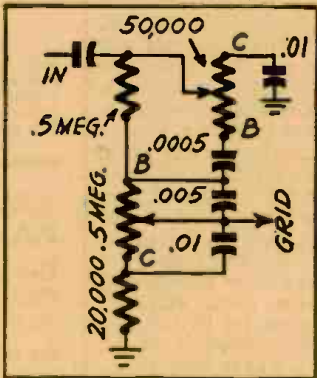 50,000
C
.01
IN
.5 MEG.
B
.0005
B
.005
20,000 .5 MEG.
GRID
.01
C